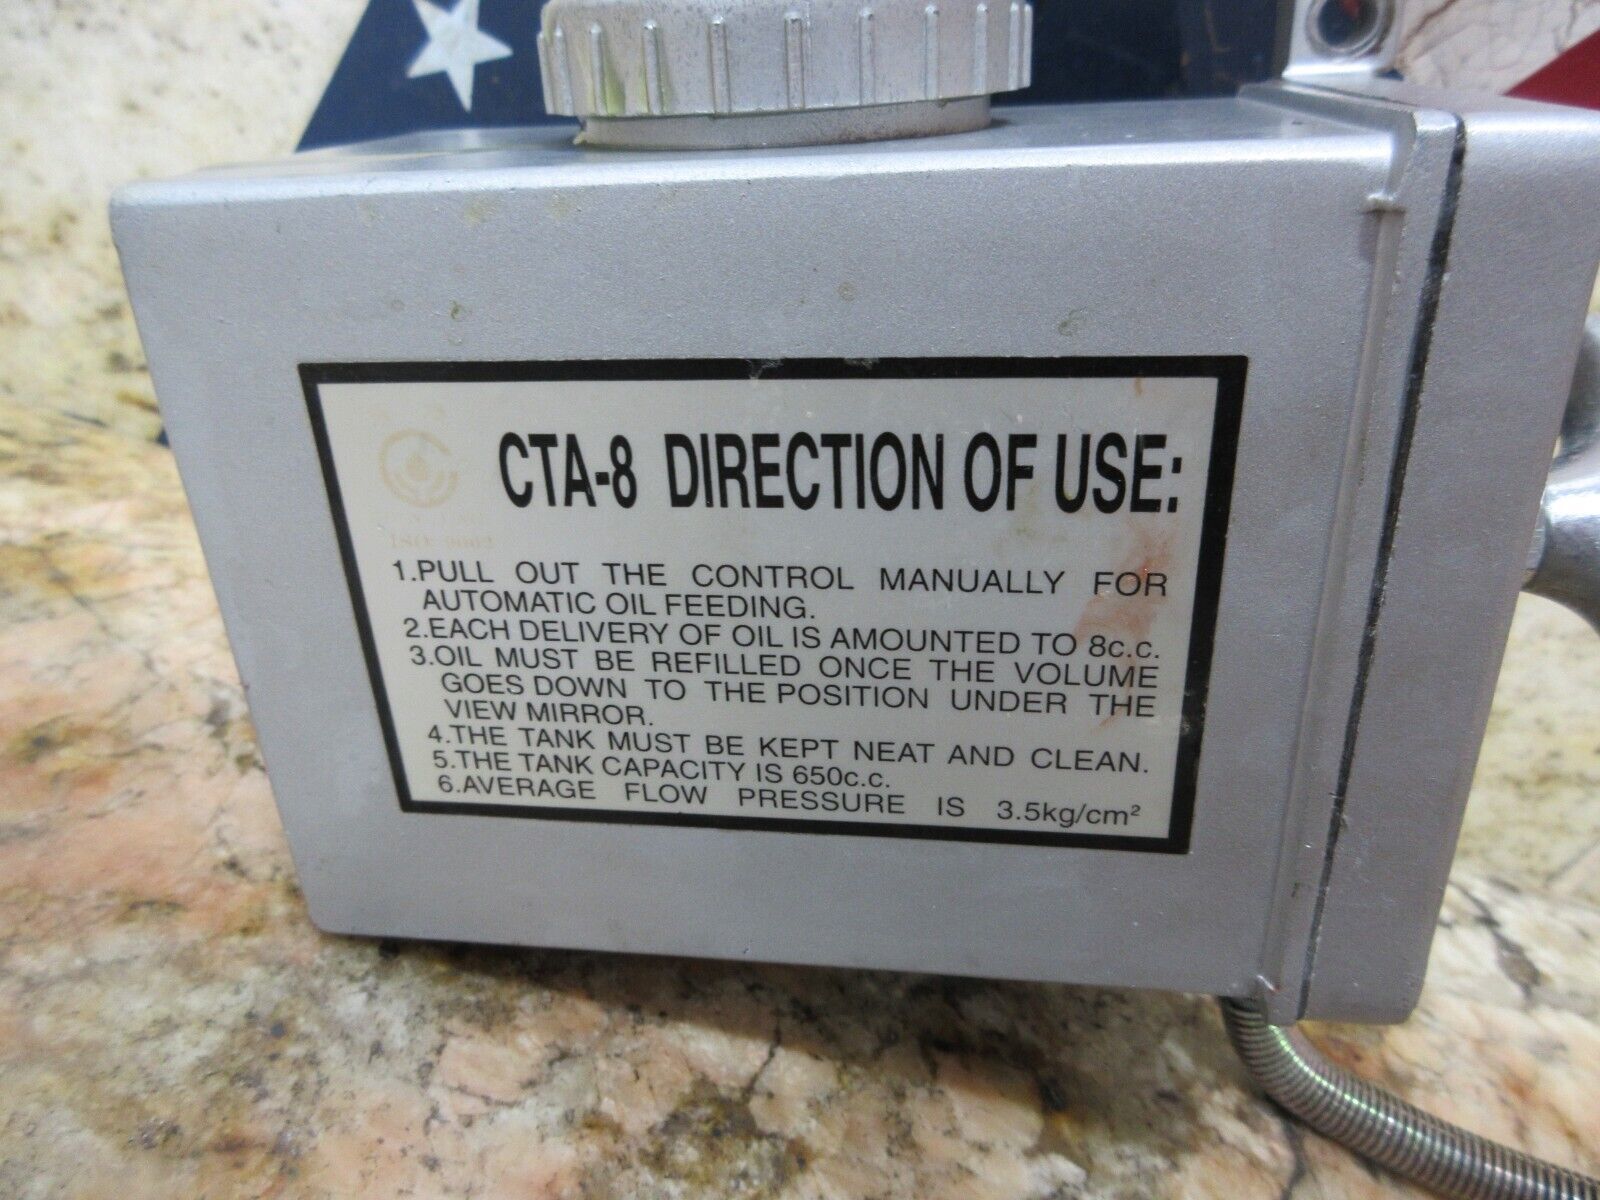 CTA-8 DIRECTION OF USE:
ISO 9002
1.PULL OUT THE CONTROL MANUALLY FOR
AUTOMATIC OIL FEEDING.
2.EACH DELIVERY OF OIL IS AMOUNTED TO 8c.c.
3.OIL MUST BE REFILLED ONCE THE VOLUME
GOES DOWN TO THE POSITION UNDER THE
VIEW MIRROR.
4.THE TANK MUST BE KEPT NEAT AND CLEAN.
5.THE TANK CAPACITY IS 650c.c.
6.AVERAGE FLOW PRESSURE IS 3.5kg/cm²